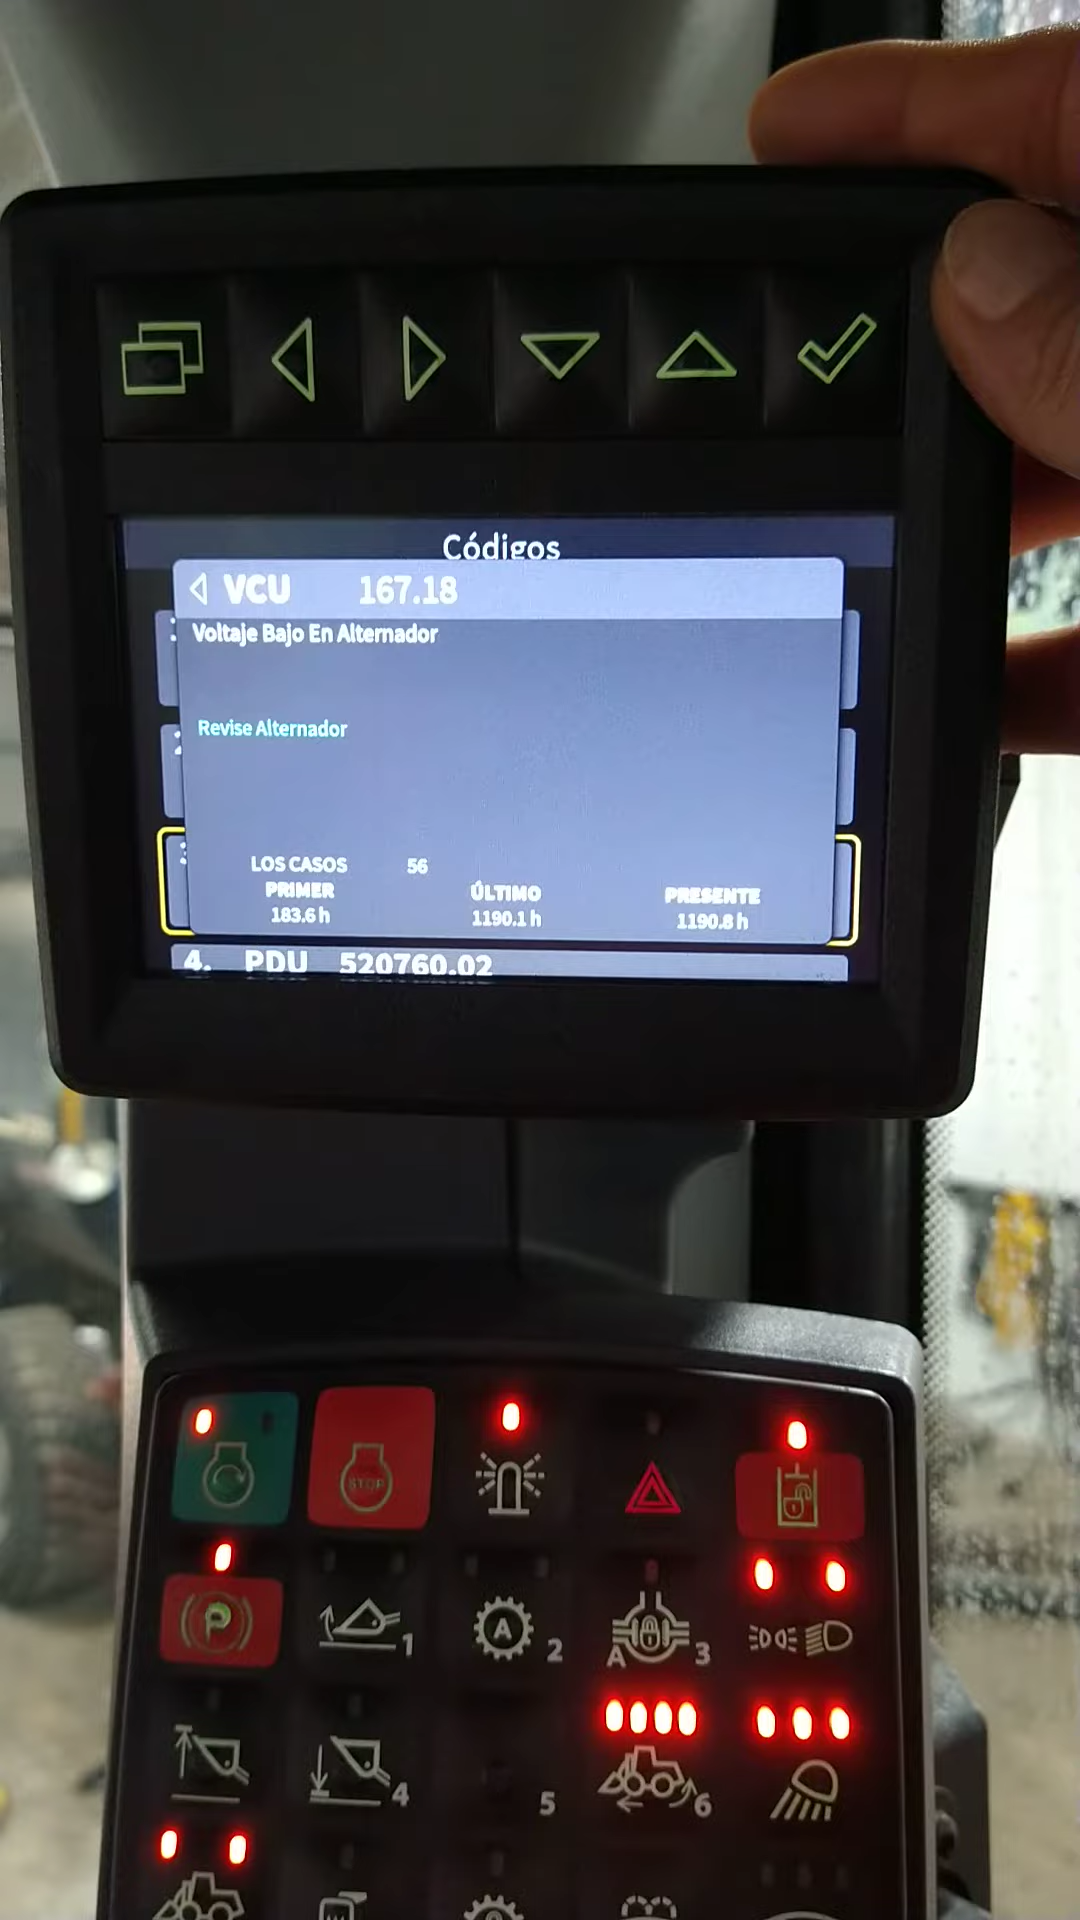 Códigos
VCU 167.18
Voltaje Bajo En Alternador
Revise Alternador
LOS CASOS 56
PRIMER ÚLTIMO PRESENTE
183.6 h 1190.1 h 1190.8 h
4. PDU 520760.02
STOP
P 1 A 2 A 3
4 5 6